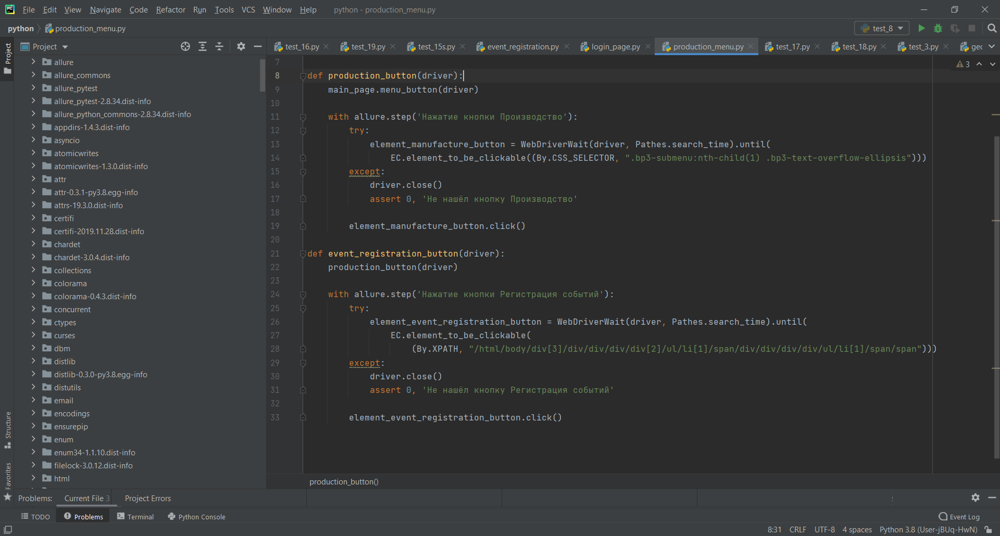 File Edit View Navigate Code Refactor Run Tools VCS Window Help python - production_menu.py
python production_menu.py test_8
Project
Project test_16.py test_19.py test_15s.py event_registration.py login_page.py production_menu.py test_17.py test_18.py test_3.py
3
allure
allure_commons
allure_pytest
allure_pytest-2.8.34.dist-info
allure_python_commons-2.8.34.dist-info
appdirs-1.4.3.dist-info
asyncio
atomicwrites
atomicwrites-1.3.0.dist-info
attr
attr-0.3.1-py3.8.egg-info
attrs-19.3.0.dist-info
certifi
certifi-2019.11.28.dist-info
chardet
chardet-3.0.4.dist-info
collections
colorama
colorama-0.4.3.dist-info
concurrent
ctypes
curses
dbm
distlib
distlib-0.3.0-py3.8.egg-info
distutils
email
encodings
ensurepip
enum
enum34-1.1.10.dist-info
filelock-3.0.12.dist-info
html
Structure
Favorites
7
8 def production_button(driver):
9 main_page.menu_button(driver)
10
11 with allure.step('Нажатие кнопки Производство'):
12 try:
13 element_manufacture_button = WebDriverWait(driver, Pathes.search_time).until(
14 EC.element_to_be_clickable((By.CSS_SELECTOR, ".bp3-submenu:nth-child(1) .bp3-text-overflow-ellipsis")))
15 except:
16 driver.close()
17 assert 0, 'Не нашёл кнопку Производство'
18
19 element_manufacture_button.click()
20
21 def event_registration_button(driver):
22 production_button(driver)
23
24 with allure.step('Нажатие кнопки Регистрация событий'):
25 try:
26 element_event_registration_button = WebDriverWait(driver, Pathes.search_time).until(
27 EC.element_to_be_clickable(
28 (By.XPATH, "/html/body/div[3]/div/div/div/div[2]/ul/li[1]/span/div/div/div/div/ul/li[1]/span/span")))
29 except:
30 driver.close()
31 assert 0, 'Не нашёл кнопку Регистрация событий'
32
33 element_event_registration_button.click()
production_button()
Problems: Current File 3 Project Errors
TODO Problems Terminal Python Console Event Log
8:31 CRLF UTF-8 4 spaces Python 3.8 (User-jBUq-HwN)